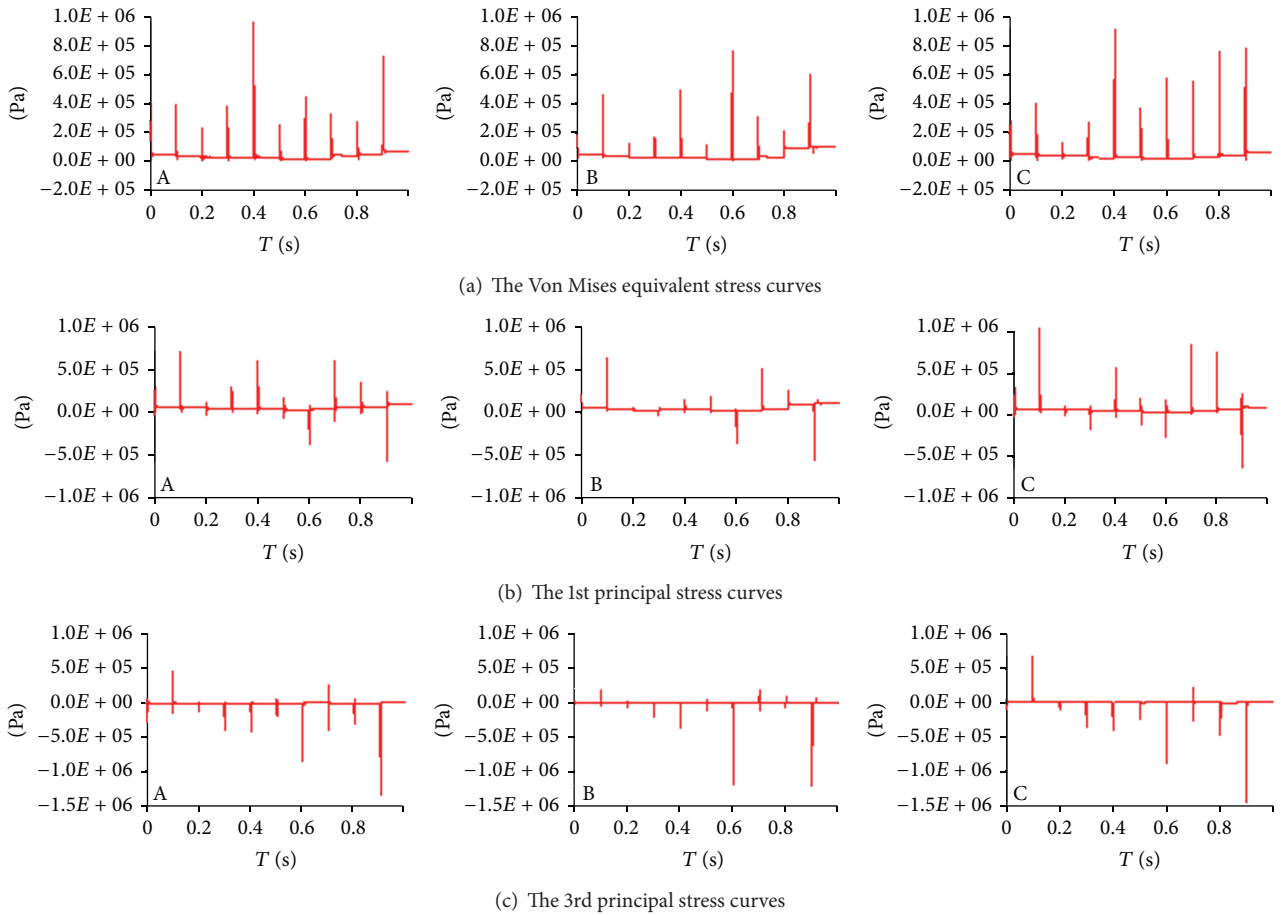 1.0E + 06 1.0E + 06 1.0E + 06
8.0E + 05 8.0E + 05 8.0E + 05
6.0E + 05 6.0E + 05 6.0E + 05
(Pa) (Pa) (Pa)
4.0E + 05 4.0E + 05 4.0E + 05
2.0E + 05 2.0E + 05 2.0E + 05
0.0E + 00 0.0E + 00 0.0E + 00
A B C
−2.0E + 05 −2.0E + 05 −2.0E + 05
0 0.2 0.4 0.6 0.8 0 0.2 0.4 0.6 0.8 0 0.2 0.4 0.6 0.8
T (s) T (s) T (s)
(a) The Von Mises equivalent stress curves
1.0E + 06 1.0E + 06 1.0E + 06
5.0E + 05 5.0E + 05 5.0E + 05
(Pa) (Pa) (Pa)
0.0E + 00 0.0E + 00 0.0E + 00
−5.0E + 05 −5.0E + 05 −5.0E + 05
A B C
−1.0E + 06 −1.0E + 06 −1.0E + 06
0 0.2 0.4 0.6 0.8 0 0.2 0.4 0.6 0.8 0 0.2 0.4 0.6 0.8
T (s) T (s) T (s)
(b) The 1st principal stress curves
1.0E + 06 1.0E + 06 1.0E + 06
5.0E + 05 5.0E + 05 5.0E + 05
0.0E + 00 0.0E + 00 0.0E + 00
(Pa) (Pa) (Pa)
−5.0E + 05 −5.0E + 05 −5.0E + 05
−1.0E + 06 −1.0E + 06 −1.0E + 06
A B C
−1.5E + 06 −1.5E + 06 −1.5E + 06
0 0.2 0.4 0.6 0.8 0 0.2 0.4 0.6 0.8 0 0.2 0.4 0.6 0.8
T (s) T (s) T (s)
(c) The 3rd principal stress curves